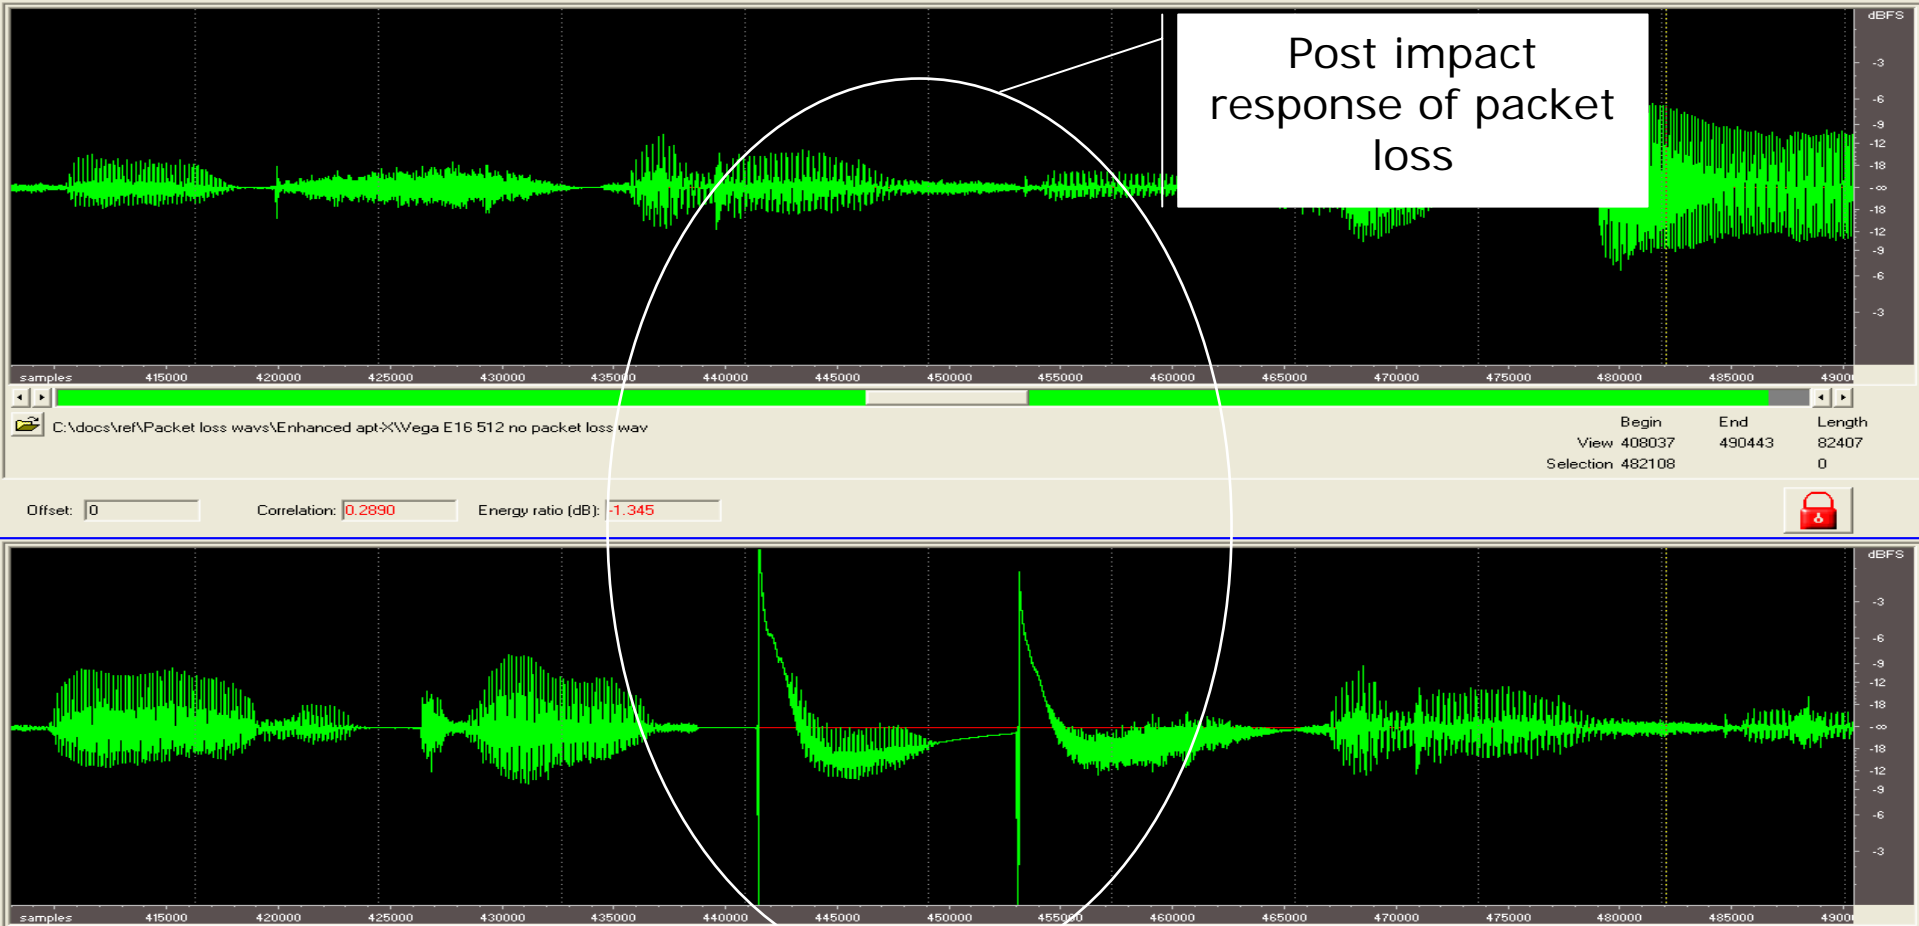 Post impact
response of packet
loss
dBFS
-3
-6
-9
-12
-18
-∞
-18
-12
-9
-6
-3
samples 415000 420000 425000 430000 435000 440000 445000 450000 455000 460000 465000 470000 475000 480000 485000 4900
C:\docs\ref\Packet loss wavs\Enhanced apt-X\Vega E16 512 no packet loss wav
Begin End Length
View 408037 490443 82407
Selection 482108 0
Offset: 0 Correlation: 0.2890 Energy ratio (dB): -1.345
dBFS
-3
-6
-9
-12
-18
-∞
-18
-12
-9
-6
-3
samples 415000 420000 425000 430000 435000 440000 445000 450000 455000 460000 465000 470000 475000 480000 485000 4900